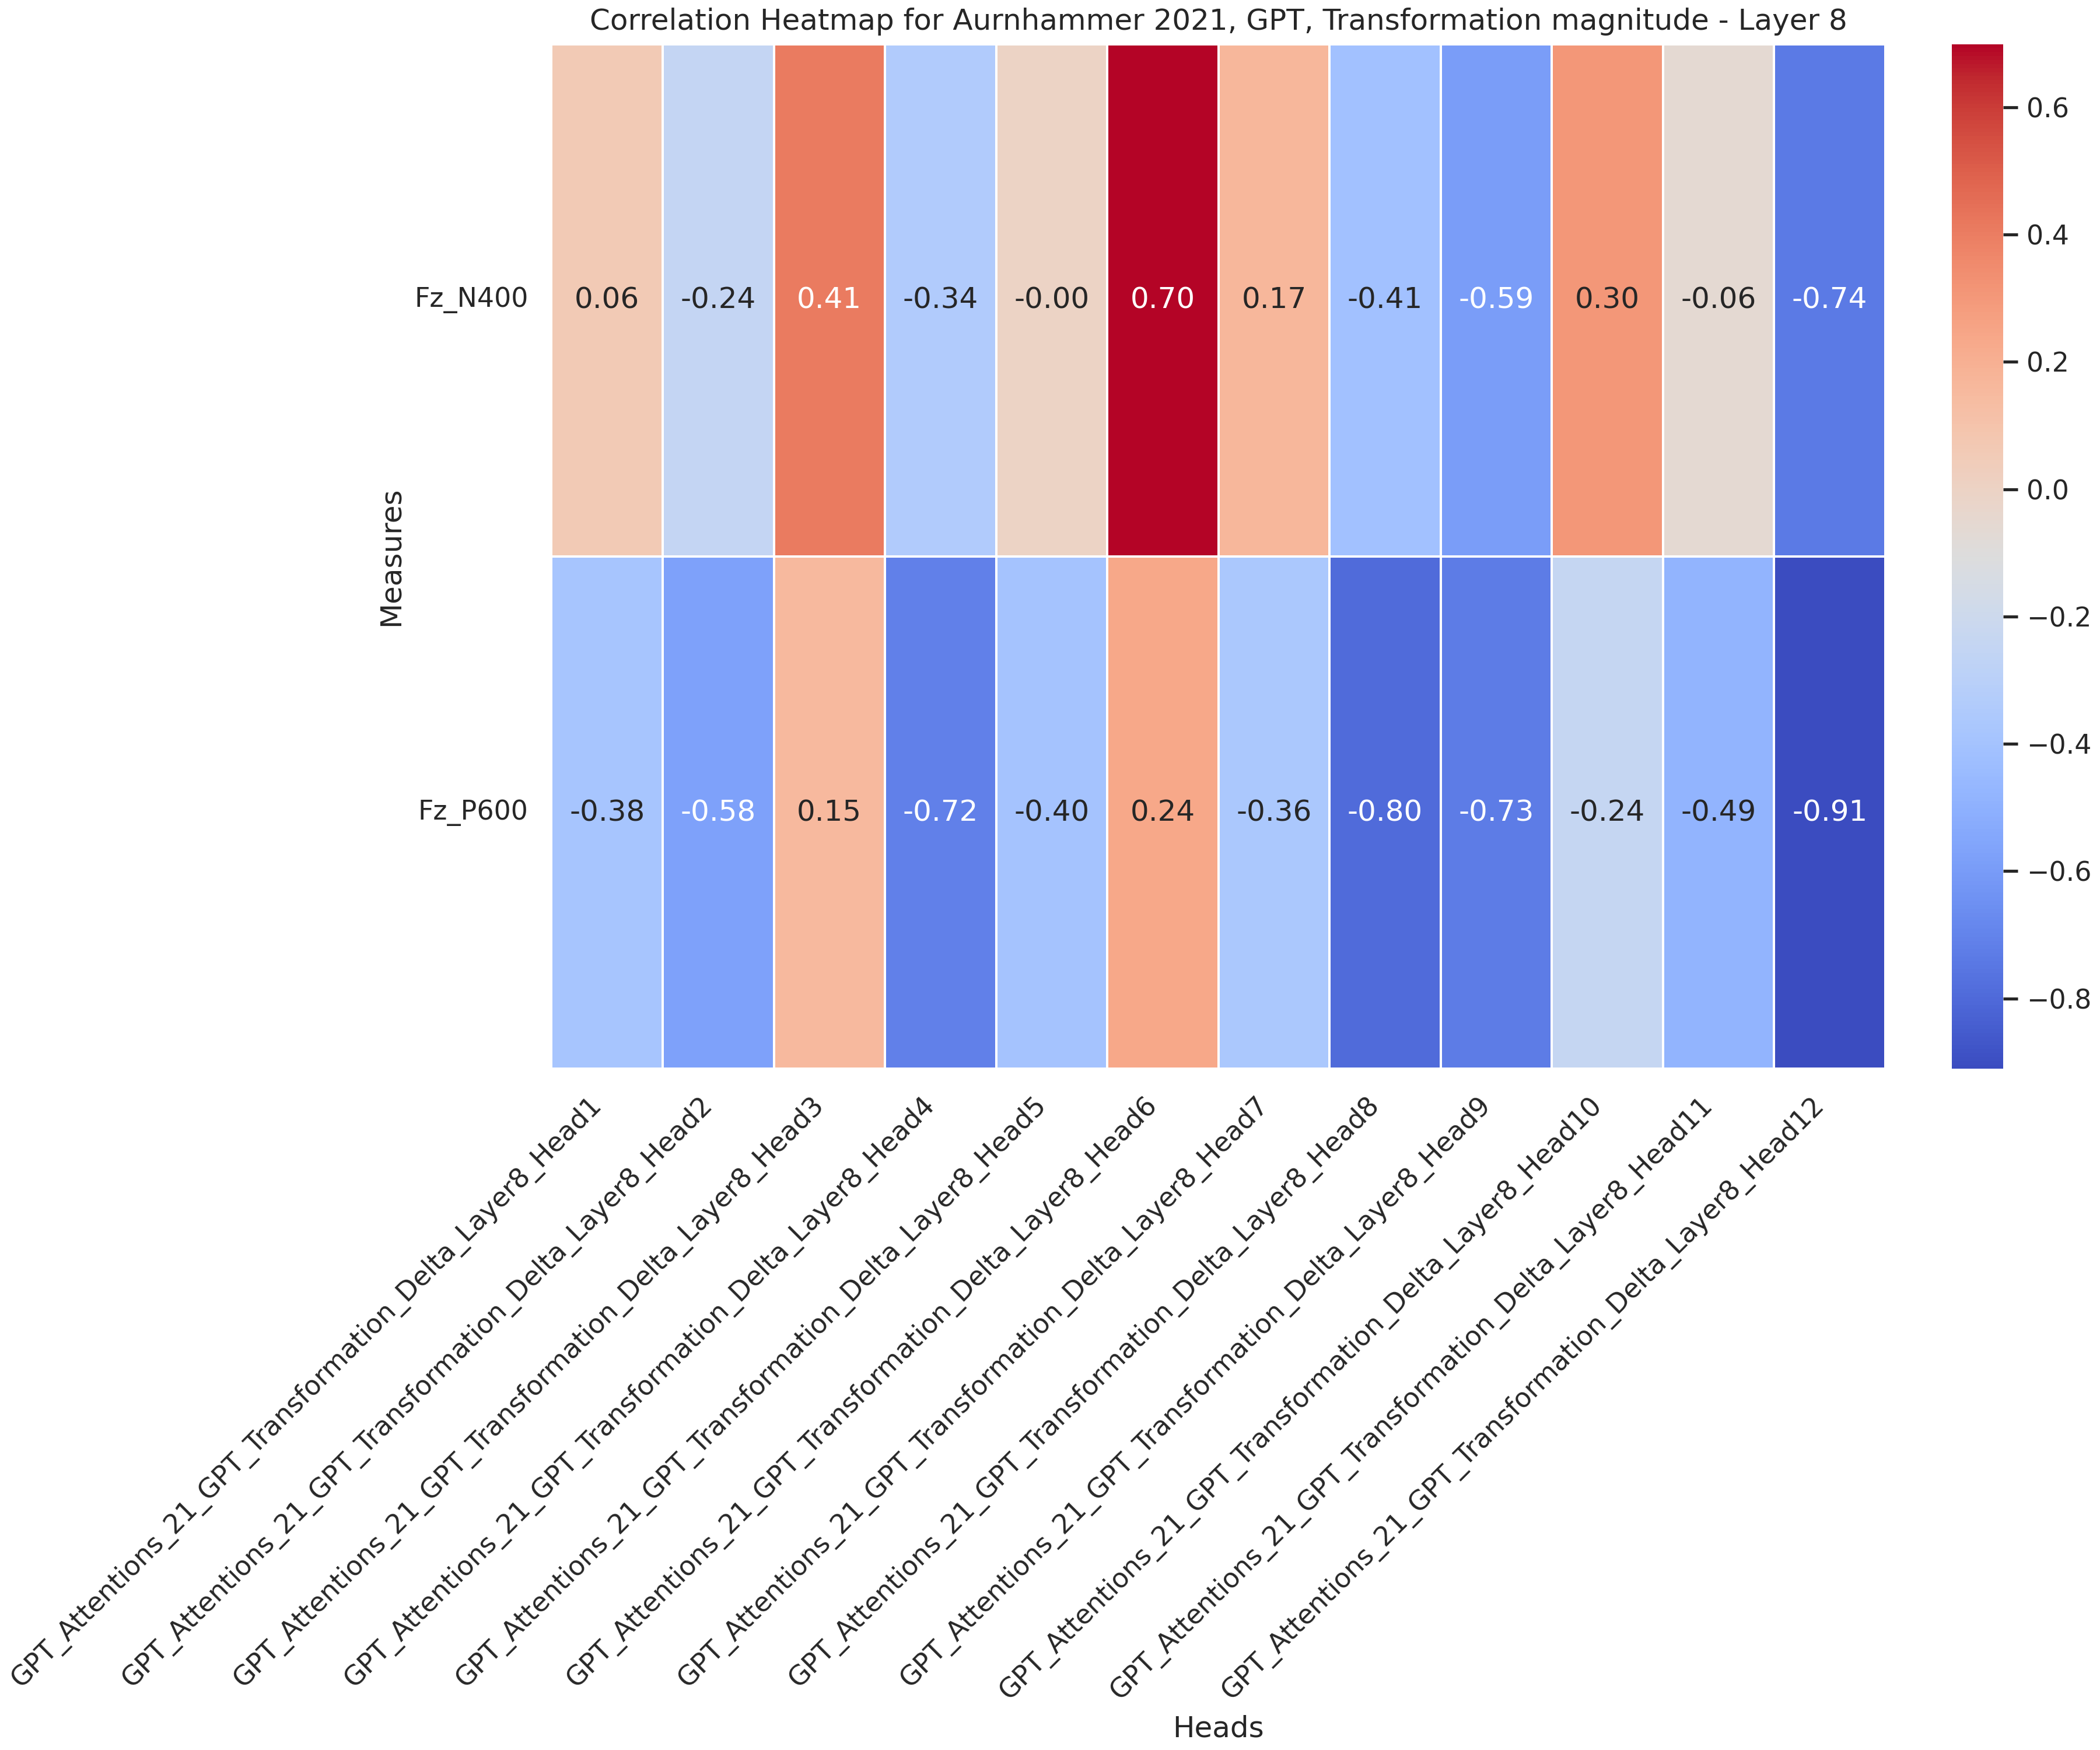 Correlation Heatmap for Aurnhammer 2021, GPT, Transformation magnitude - Layer 8
Measures
Fz_N400
0.06 -0.24 0.41 -0.34 -0.00 0.70 0.17 -0.41 -0.59 0.30 -0.06 -0.74
Fz_P600
-0.38 -0.58 0.15 -0.72 -0.40 0.24 -0.36 -0.80 -0.73 -0.24 -0.49 -0.91
GPT_Attentions_21_GPT_Transformation_Delta_Layer8_Head1
GPT_Attentions_21_GPT_Transformation_Delta_Layer8_Head2
GPT_Attentions_21_GPT_Transformation_Delta_Layer8_Head3
GPT_Attentions_21_GPT_Transformation_Delta_Layer8_Head4
GPT_Attentions_21_GPT_Transformation_Delta_Layer8_Head5
GPT_Attentions_21_GPT_Transformation_Delta_Layer8_Head6
GPT_Attentions_21_GPT_Transformation_Delta_Layer8_Head7
GPT_Attentions_21_GPT_Transformation_Delta_Layer8_Head8
GPT_Attentions_21_GPT_Transformation_Delta_Layer8_Head9
GPT_Attentions_21_GPT_Transformation_Delta_Layer8_Head10
GPT_Attentions_21_GPT_Transformation_Delta_Layer8_Head11
GPT_Attentions_21_GPT_Transformation_Delta_Layer8_Head12
Heads
0.6
0.4
0.2
0.0
−0.2
−0.4
−0.6
−0.8